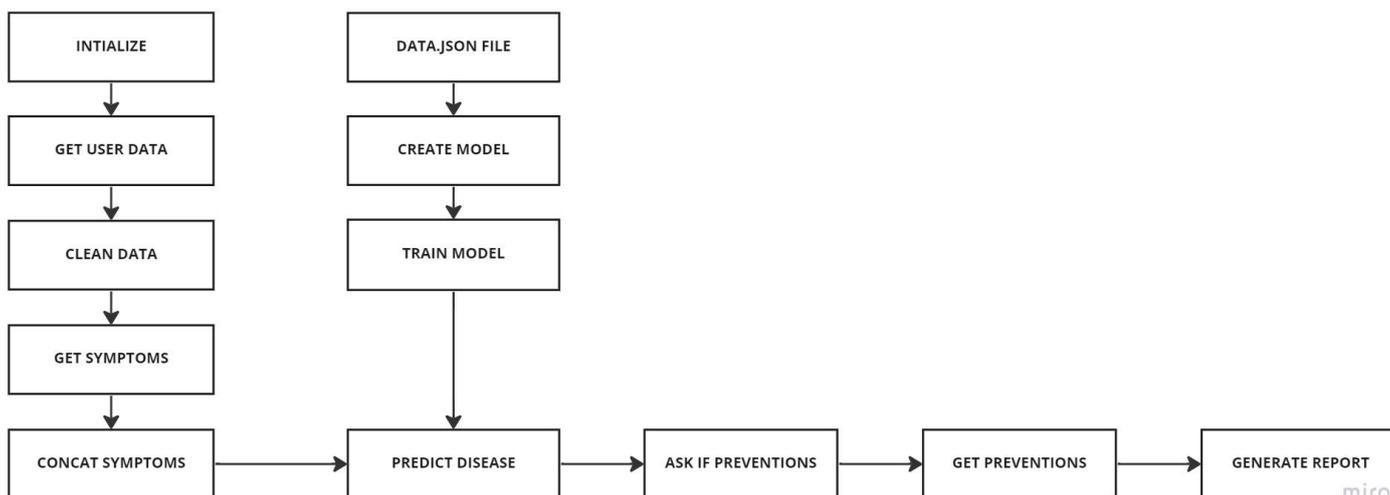 INTIALIZE
DATA.JSON FILE
GET USER DATA
CREATE MODEL
CLEAN DATA
TRAIN MODEL
GET SYMPTOMS
CONCAT SYMPTOMS
PREDICT DISEASE
ASK IF PREVENTIONS
GET PREVENTIONS
GENERATE REPORT
miro